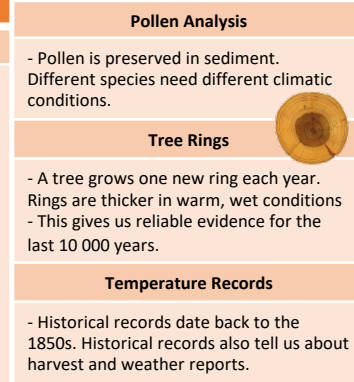 Pollen Analysis
- Pollen is preserved in sediment.
Different species need different climatic
conditions.
Tree Rings
- A tree grows one new ring each year.
Rings are thicker in warm, wet conditions
- This gives us reliable evidence for the
last 10 000 years.
Temperature Records
- Historical records date back to the
1850s. Historical records also tell us about
harvest and weather reports.